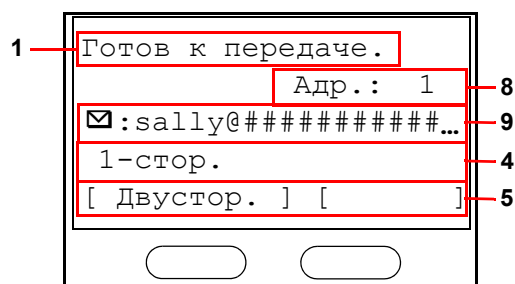 1 Готов к передаче.
Адр.: 1 8
:sally@###########… 9
1-стор. 4
[ Двустор. ] [ ] 5